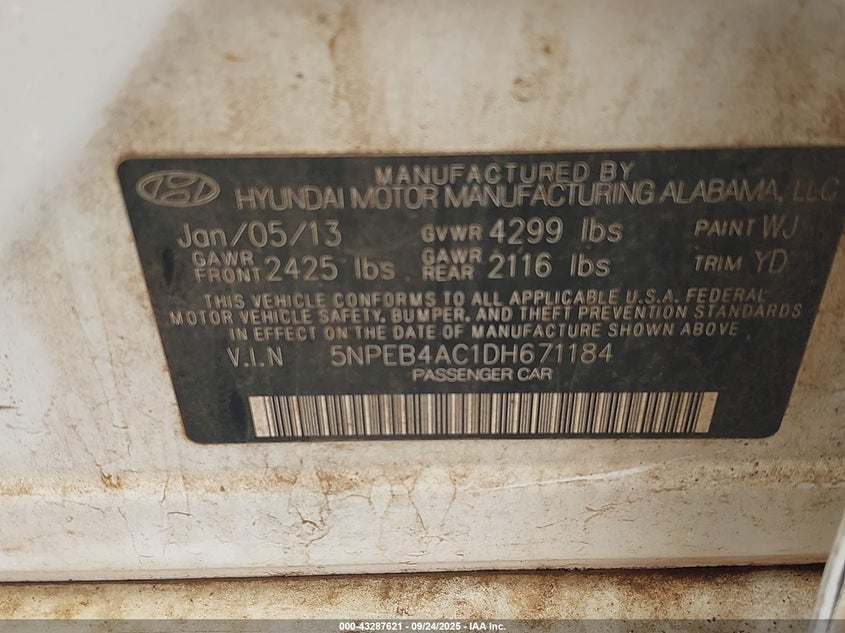 MANUFACTURED BY
HYUNDAI MOTOR MANUFACTURING ALABAMA, LLC
Jan/05/13 GVWR 4299 lbs PAINT WJ
GAWR FRONT 2425 lbs GAWR REAR 2116 lbs TRIM YD
THIS VEHICLE CONFORMS TO ALL APPLICABLE U.S.A. FEDERAL
MOTOR VEHICLE SAFETY, BUMPER, AND THEFT PREVENTION STANDARDS
IN EFFECT ON THE DATE OF MANUFACTURE SHOWN ABOVE
V.I.N 5NPEB4AC1DH671184
PASSENGER CAR
000-43287621 - 09/24/2025 - IAA Inc.